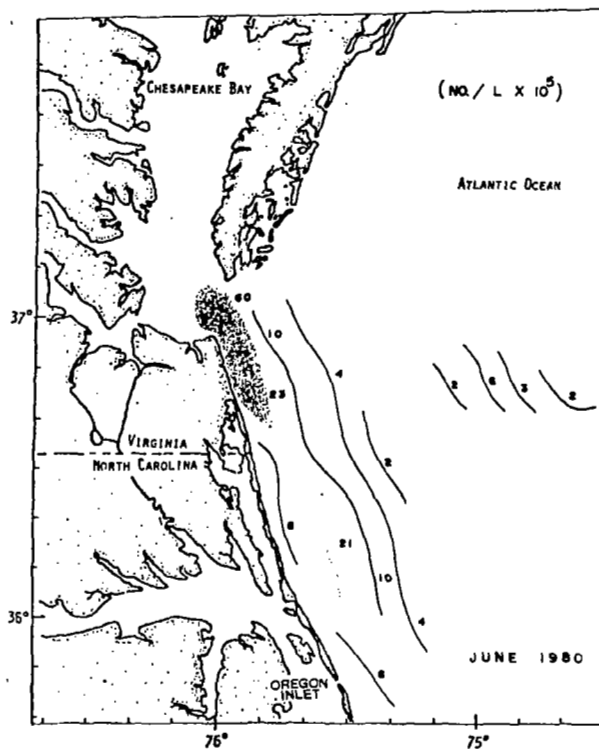 CHESAPEAKE BAY
(NO./ L X 10⁵)
ATLANTIC OCEAN
37°
60
10
4
23
2
6
3
2
2
VIRGINIA
NORTH CAROLINA
8
21
10
4
36°
6
OREGON
INLET
JUNE 1980
76°
75°